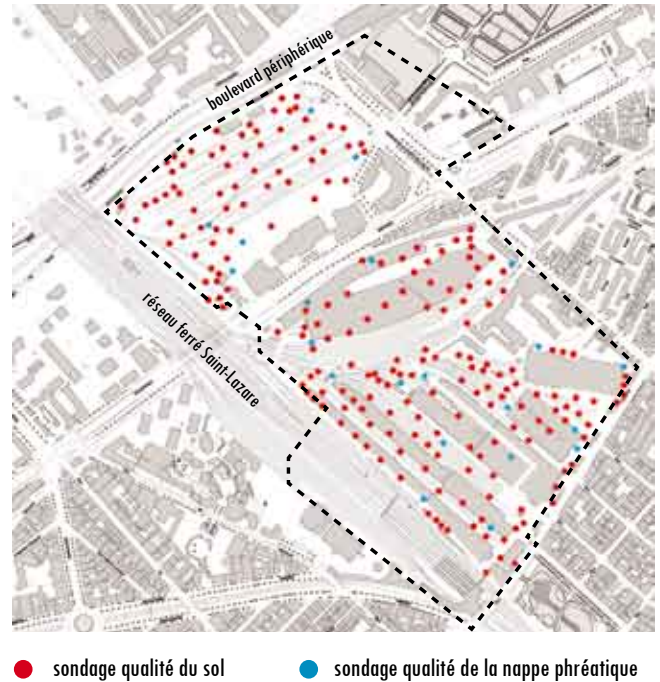 boulevard périphérique
réseau ferré Saint-Lazare
sondage qualité du sol
sondage qualité de la nappe phréatique